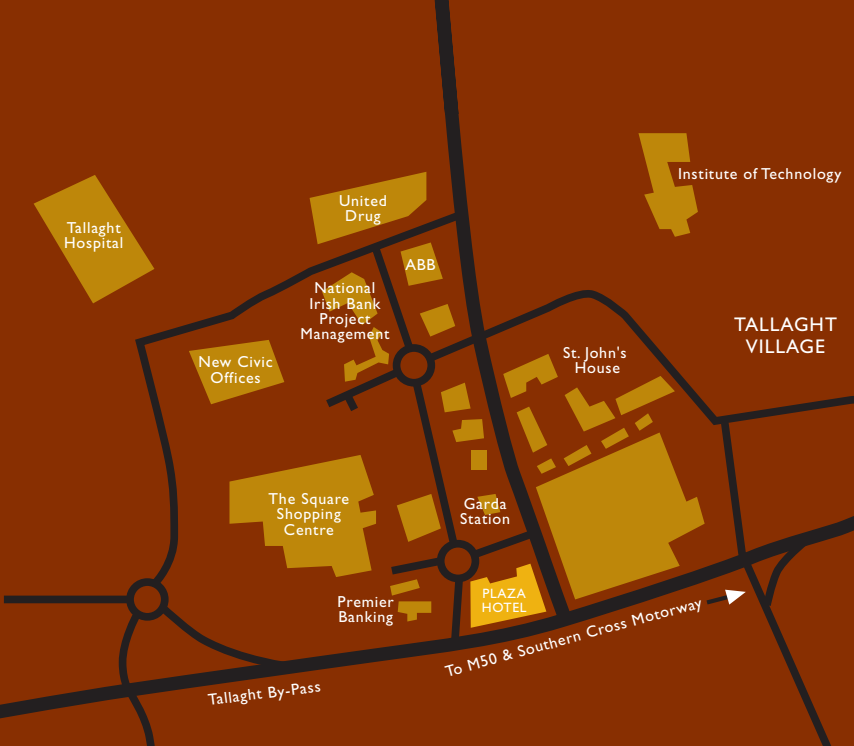 Institute of Technology
United
Drug
Tallaght
Hospital
ABB
National
Irish Bank
Project
Management
TALLAGHT
VILLAGE
St. John's
House
New Civic
Offices
The Square
Shopping
Centre
Garda
Station
PLAZA
HOTEL
Premier
Banking
To M50 & Southern Cross Motorway
Tallaght By-Pass